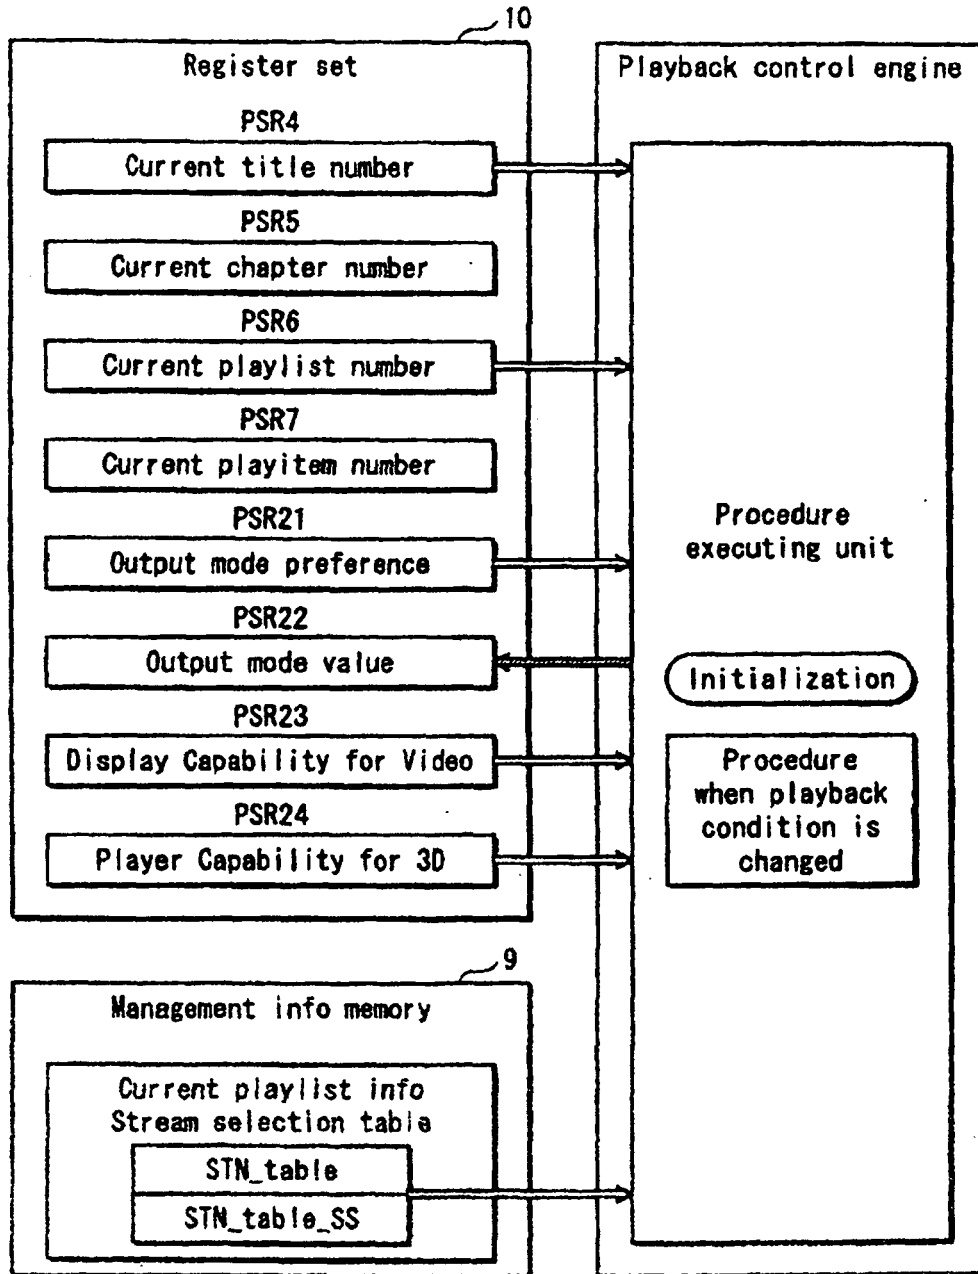 10
Register set
PSR4
Current title number
PSR5
Current chapter number
PSR6
Current playlist number
PSR7
Current playitem number
PSR21
Output mode preference
PSR22
Output mode value
PSR23
Display Capability for Video
PSR24
Player Capability for 3D
Playback control engine
Procedure
executing unit
Initialization
Procedure
when playback
condition is
changed
9
Management info memory
Current playlist info
Stream selection table
STN_table
STN_table_SS